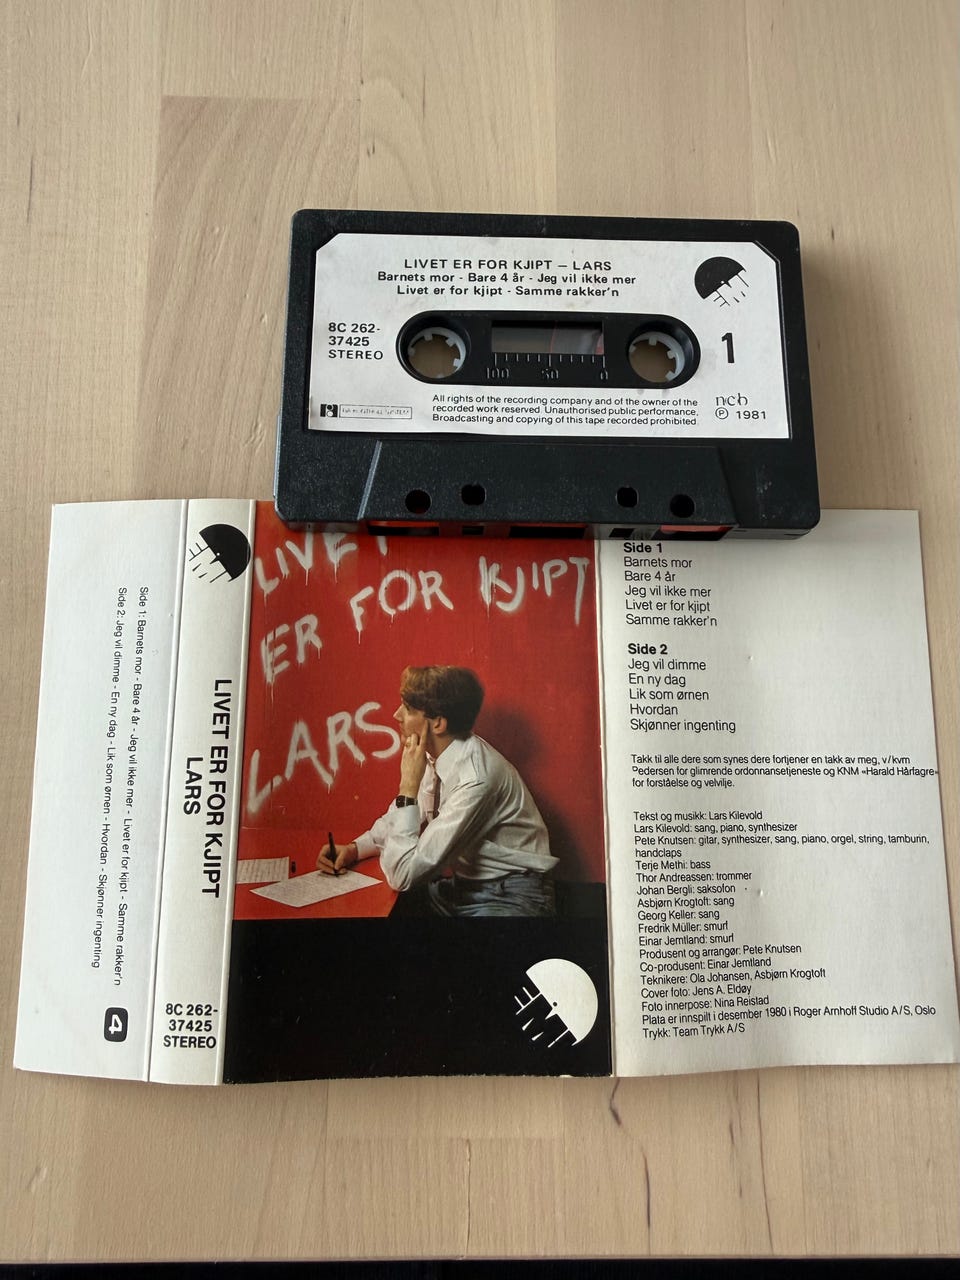 LIVET ER FOR KJIPT – LARS
Barnets mor - Bare 4 år - Jeg vil ikke mer
Livet er for kjipt - Samme rakker'n
8C 262-
37425
STEREO
1
100 50 0
All rights of the recording company and of the owner of the
recorded work reserved. Unauthorised public performance,
Broadcasting and copying of this tape recorded prohibited.
ncb
Ⓟ 1981
EMI
Side 1: Barnets mor - Bare 4 år - Jeg vil ikke mer - Livet er for kjipt - Samme rakker'n
Side 2: Jeg vil dimme - En ny dag - Lik som ørnen - Hvordan - Skjønner ingenting
4
EMI
LIVET ER FOR KJIPT
LARS
8C 262-
37425
STEREO
LIVET
ER FOR KJIPT
LARS
EMI
Side 1
Barnets mor
Bare 4 år
Jeg vil ikke mer
Livet er for kjipt
Samme rakker'n
Side 2
Jeg vil dimme
En ny dag
Lik som ørnen
Hvordan
Skjønner ingenting
Takk til alle dere som synes dere fortjener en takk av meg, v/kvm
Pedersen for glimrende ordonnansetjeneste og KNM «Harald Hårfagre»
for forståelse og velvilje.
Tekst og musikk: Lars Kilevold
Lars Kilevold: sang, piano, synthesizer
Pete Knutsen: gitar, synthesizer, sang, piano, orgel, string, tamburin,
handclaps
Terje Methi: bass
Thor Andreassen: trommer
Johan Bergli: saksofon
Asbjørn Krogtoft: sang
Georg Keller: sang
Fredrik Müller: smurf
Einar Jemtland: smurf
Produsent og arrangør: Pete Knutsen
Co-produsent: Einar Jemtland
Teknikere: Ola Johansen, Asbjørn Krogtoft
Cover foto: Jens A. Eldøy
Foto innerpose: Nina Reistad
Plata er innspilt i desember 1980 i Roger Arnhoff Studio A/S, Oslo
Trykk: Team Trykk A/S